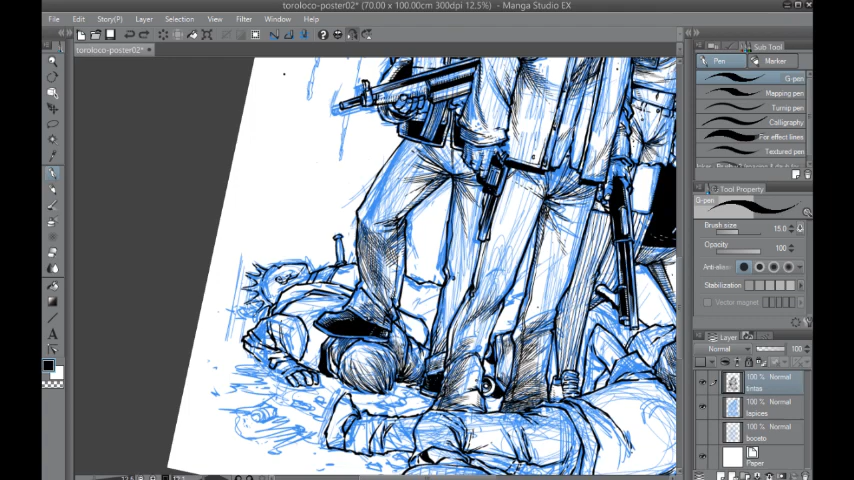 toroloco-poster02* (70.00 x 100.00cm 300dpi 12.5%) - Manga Studio EX
File Edit Story(P) Layer Selection View Filter Window Help
toroloco-poster02*
Sub Tool
Pen Marker
G-pen
Mapping pen
Turnip pen
Calligraphy
For effect lines
Textured pen
Tool Property
G-pen
Brush size 15.0
Opacity 100
Anti-alias
Stabilization
Vector magnet
Layer
Normal 100
100 % Normal
tintas
100 % Normal
lapices
100 % Normal
boceto
Paper